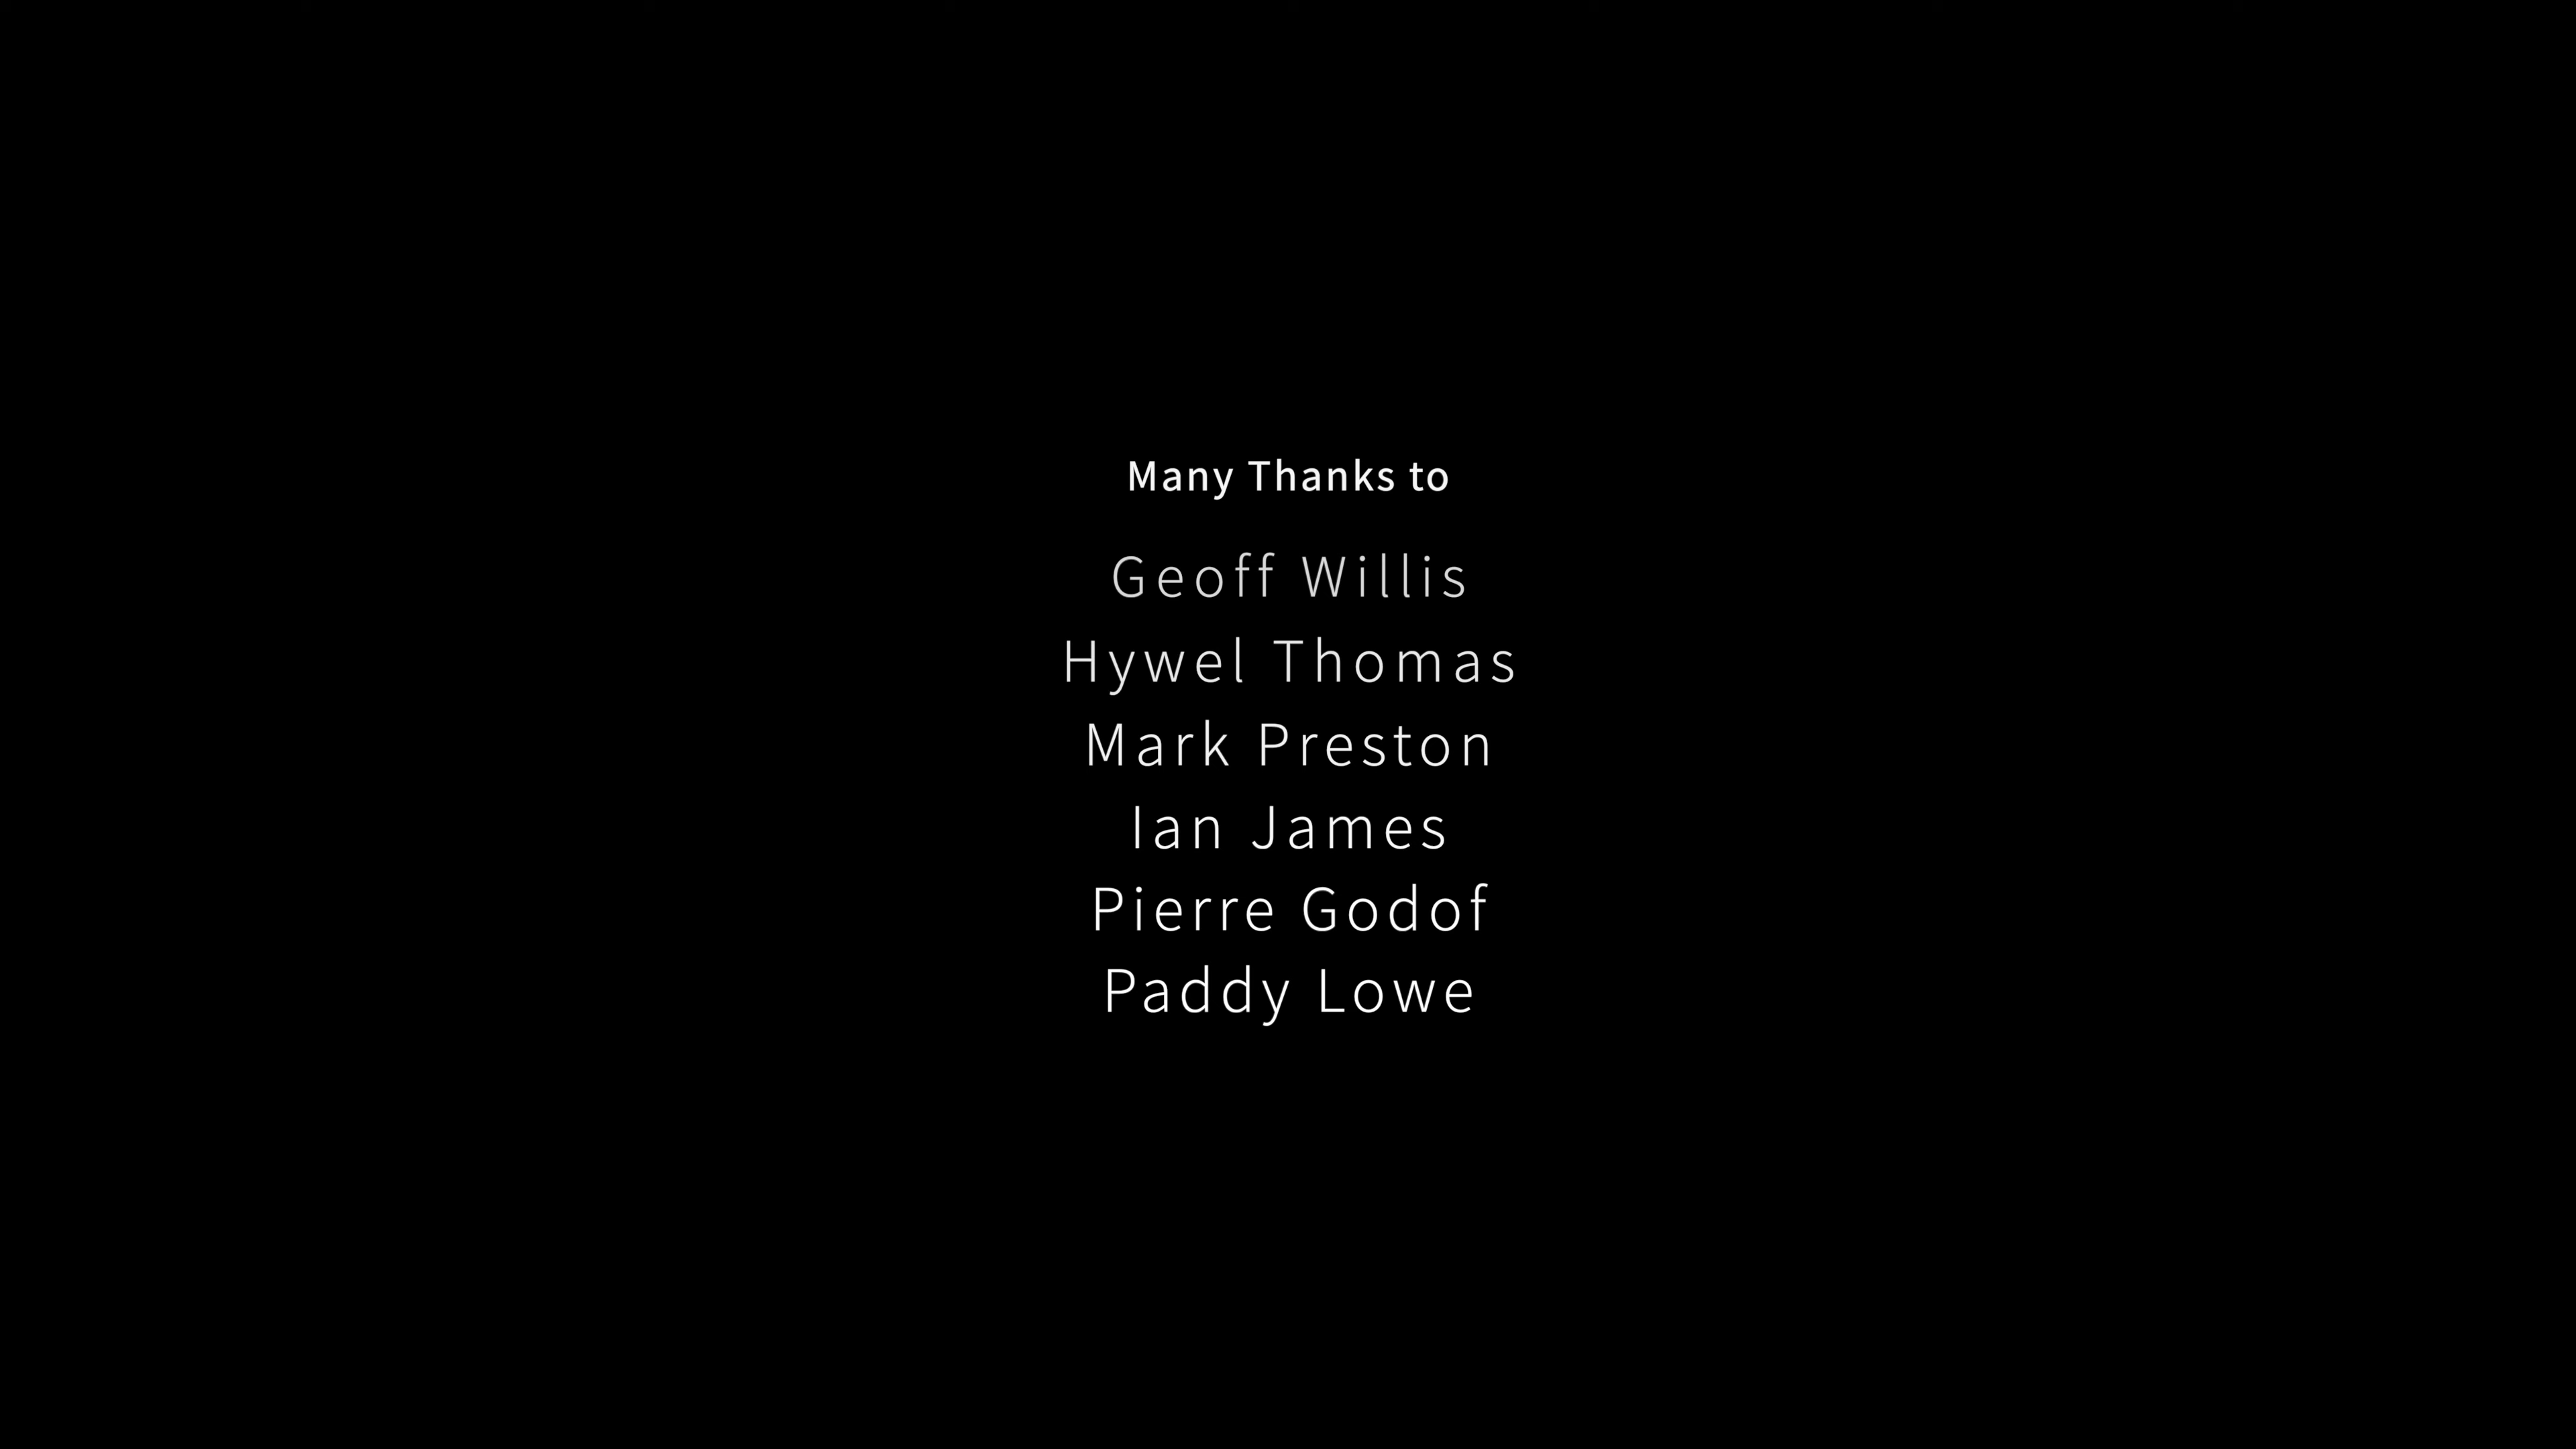 Many Thanks to
Geoff Willis
Hywel Thomas
Mark Preston
Ian James
Pierre Godof
Paddy Lowe